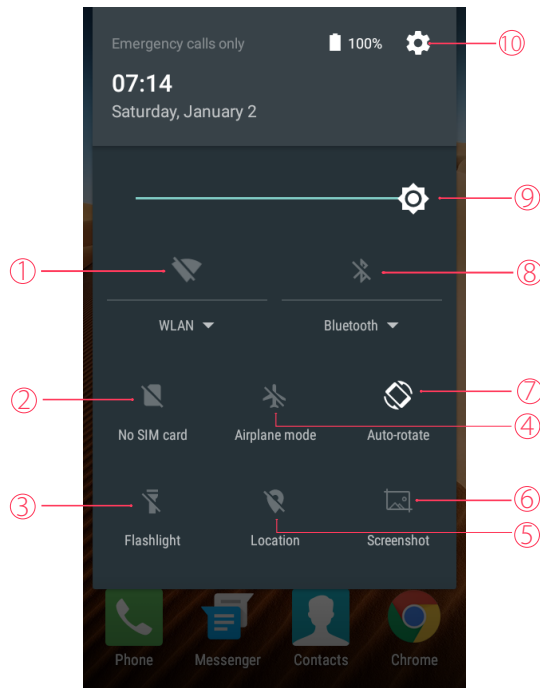 Emergency calls only 100% ⑩
07:14
Saturday, January 2
⑨
① ⑧
WLAN Bluetooth
② ⑦
④
No SIM card Airplane mode Auto-rotate
③ ⑥
⑤
Flashlight Location Screenshot
Phone Messenger Contacts Chrome